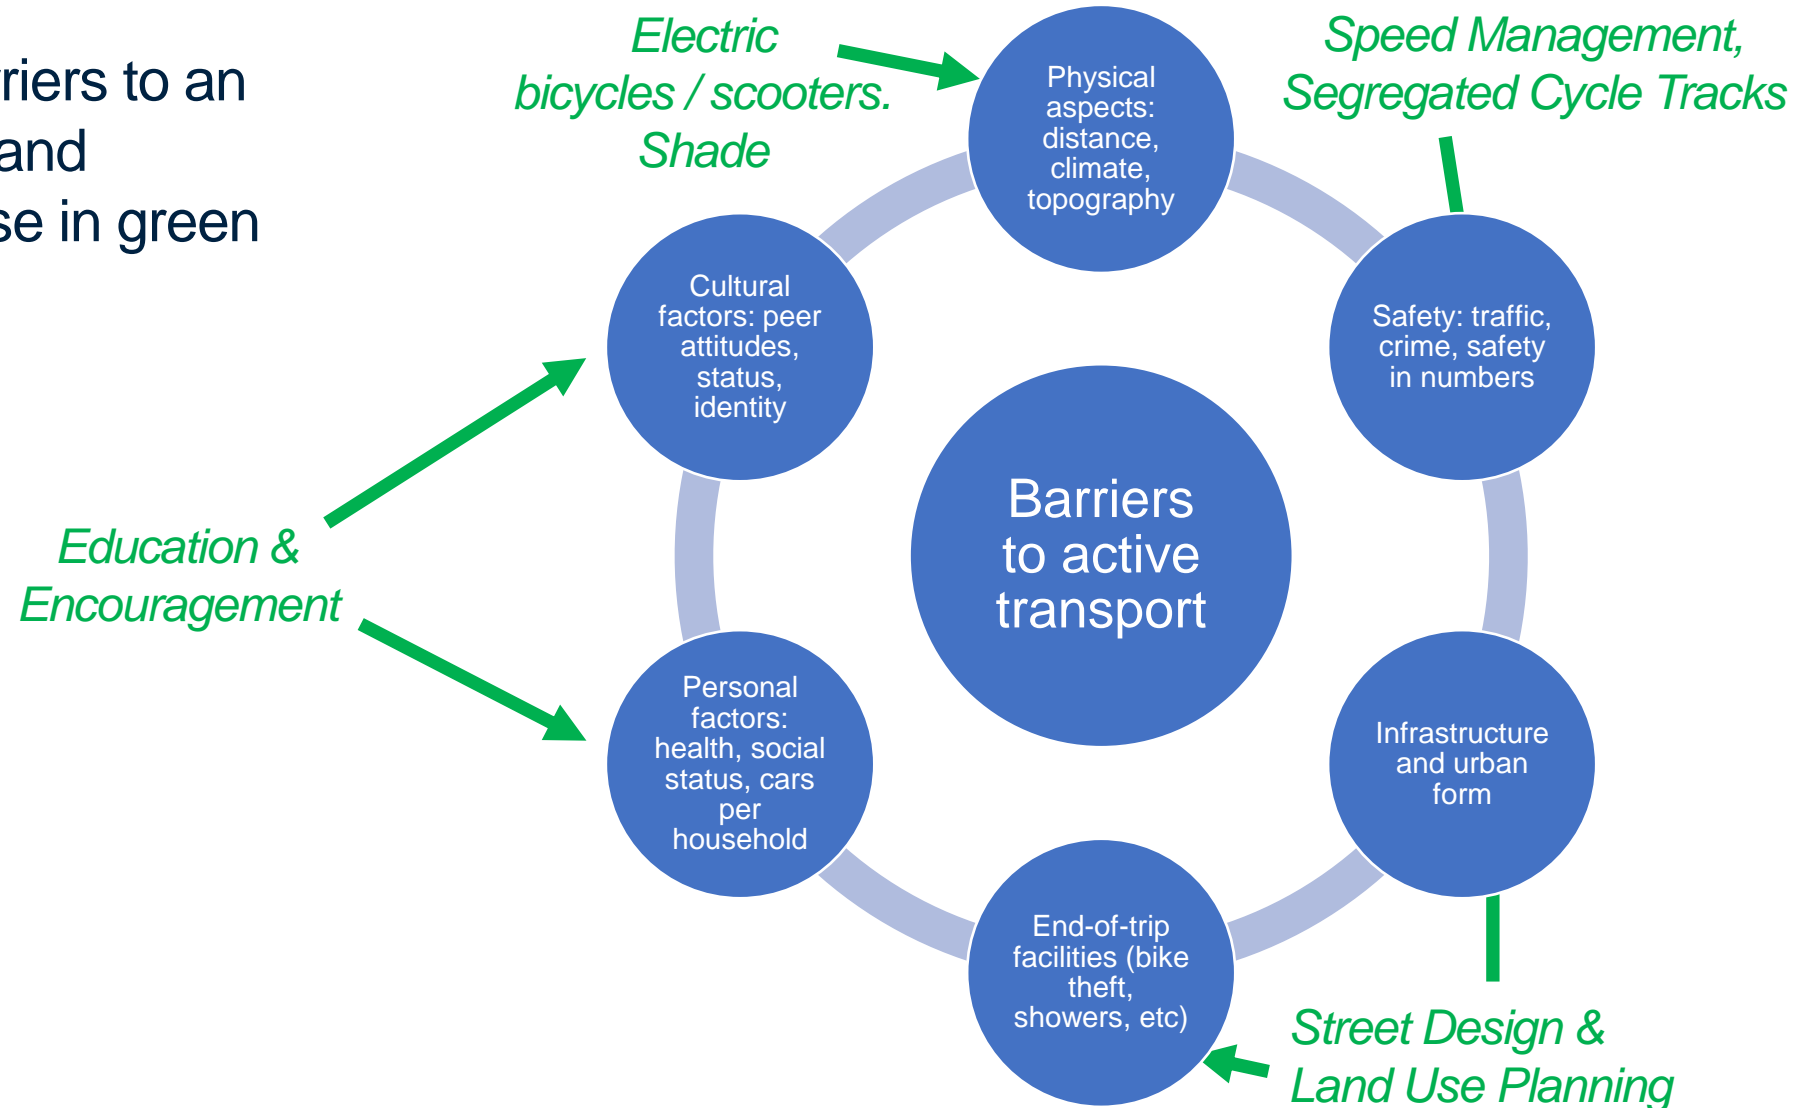 riers to an
and
se in green
Electric
bicycles / scooters.
Shade
Speed Management,
Segregated Cycle Tracks
Physical
aspects:
distance,
climate,
topography
Cultural
factors: peer
attitudes,
status,
identity
Safety: traffic,
crime, safety
in numbers
Barriers
to active
transport
Education &
Encouragement
Personal
factors:
health, social
status, cars
per
household
Infrastructure
and urban
form
End-of-trip
facilities (bike
theft,
showers, etc)
Street Design &
Land Use Planning